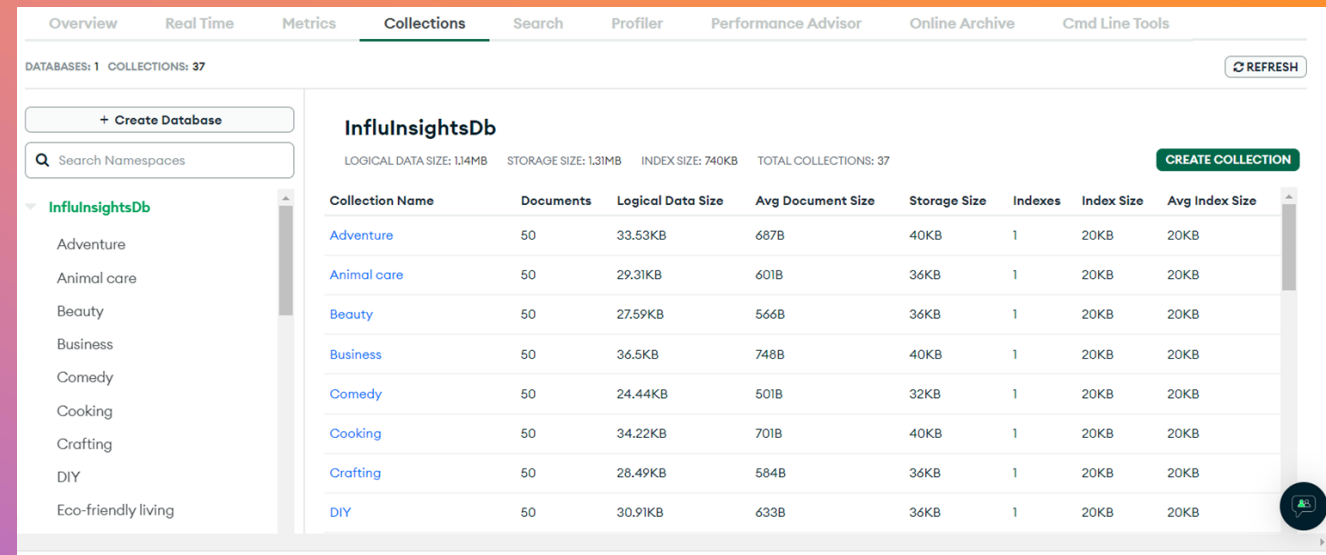 Overview Real Time Metrics Collections Search Profiler Performance Advisor Online Archive Cmd Line Tools
DATABASES: 1 COLLECTIONS: 37
REFRESH
+ Create Database
Search Namespaces
InfluInsightsDb
Adventure
Animal care
Beauty
Business
Comedy
Cooking
Crafting
DIY
Eco-friendly living
InfluInsightsDb
LOGICAL DATA SIZE: 1.14MB STORAGE SIZE: 1.31MB INDEX SIZE: 740KB TOTAL COLLECTIONS: 37
CREATE COLLECTION
Collection Name Documents Logical Data Size Avg Document Size Storage Size Indexes Index Size Avg Index Size
Adventure 50 33.53KB 687B 40KB 1 20KB 20KB
Animal care 50 29.31KB 601B 36KB 1 20KB 20KB
Beauty 50 27.59KB 566B 36KB 1 20KB 20KB
Business 50 36.5KB 748B 40KB 1 20KB 20KB
Comedy 50 24.44KB 501B 32KB 1 20KB 20KB
Cooking 50 34.22KB 701B 40KB 1 20KB 20KB
Crafting 50 28.49KB 584B 36KB 1 20KB 20KB
DIY 50 30.91KB 633B 36KB 1 20KB 20KB